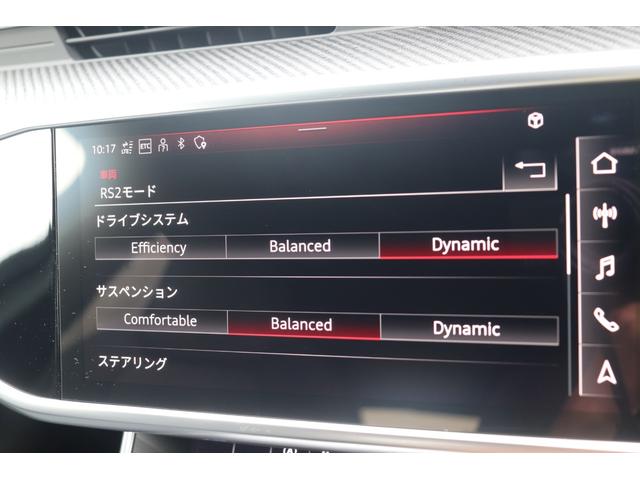 10:17 ETC
車両
RS2モード
ドライブシステム
Efficiency Balanced Dynamic
サスペンション
Comfortable Balanced Dynamic
ステアリング